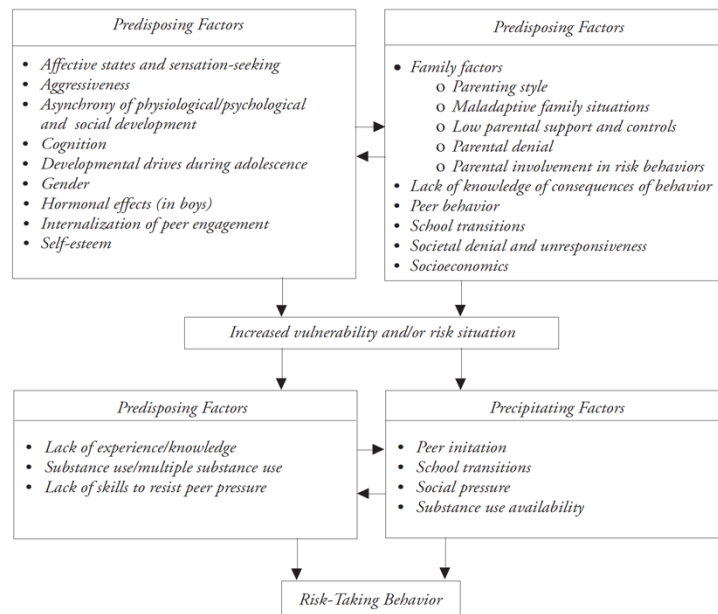 Predisposing Factors
• Affective states and sensation-seeking
• Aggressiveness
• Asynchrony of physiological/psychological
and social development
• Cognition
• Developmental drives during adolescence
• Gender
• Hormonal effects (in boys)
• Internalization of peer engagement
• Self-esteem
Predisposing Factors
• Family factors
o Parenting style
o Maladaptive family situations
o Low parental support and controls
o Parental denial
o Parental involvement in risk behaviors
• Lack of knowledge of consequences of behavior
• Peer behavior
• School transitions
• Societal denial and unresponsiveness
• Socioeconomics
Increased vulnerability and/or risk situation
Predisposing Factors
• Lack of experience/knowledge
• Substance use/multiple substance use
• Lack of skills to resist peer pressure
Precipitating Factors
• Peer initation
• School transitions
• Social pressure
• Substance use availability
Risk-Taking Behavior